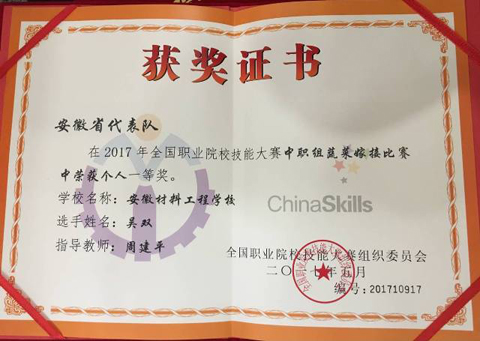 获奖证书
安徽省代表队
在2017年全国职业院校技能大赛中职组蔬菜嫁接比赛
中荣获个人一等奖。
学校名称：安徽材料工程学校
选手姓名：吴双
指导教师：周建平
ChinaSkills
全国职业院校技能大赛组织委员会
二〇一七年五月
编号：201710917